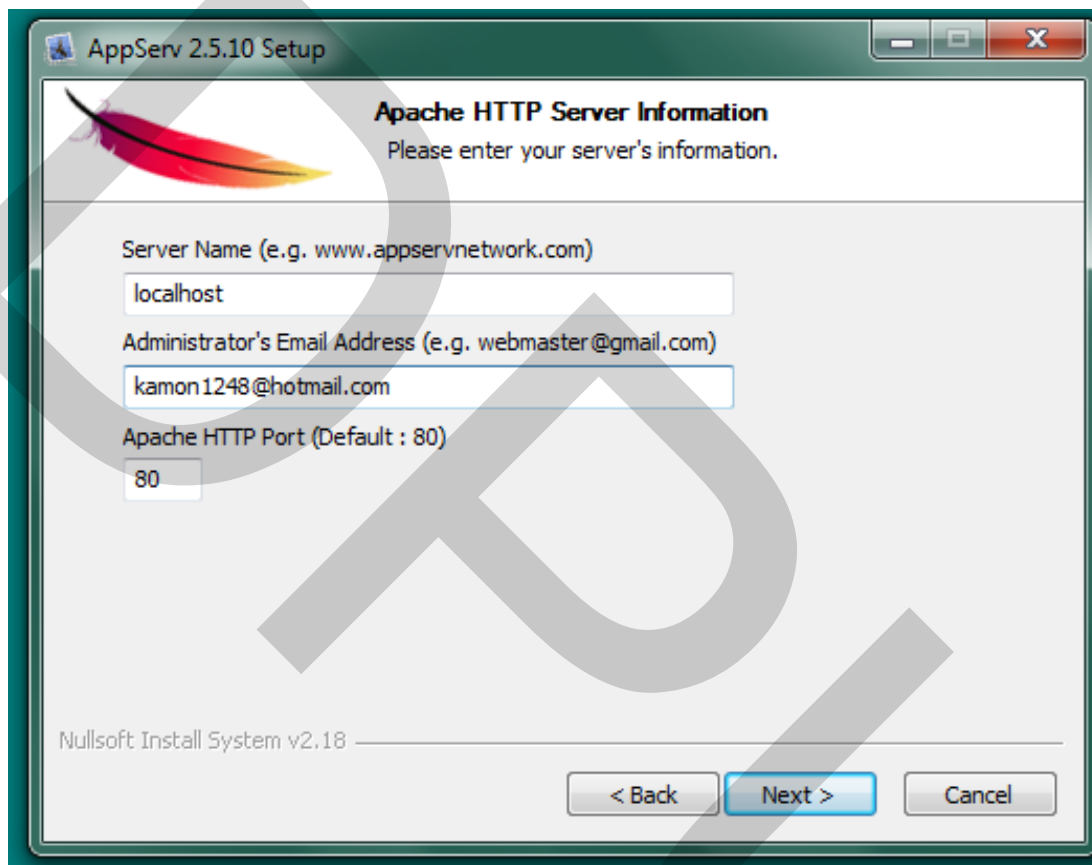 AppServ 2.5.10 Setup
Apache HTTP Server Information
Please enter your server's information.
Server Name (e.g. www.appservnetwork.com)
localhost
Administrator's Email Address (e.g. webmaster@gmail.com)
kamon1248@hotmail.com
Apache HTTP Port (Default : 80)
80
Nullsoft Install System v2.18
< Back Next > Cancel